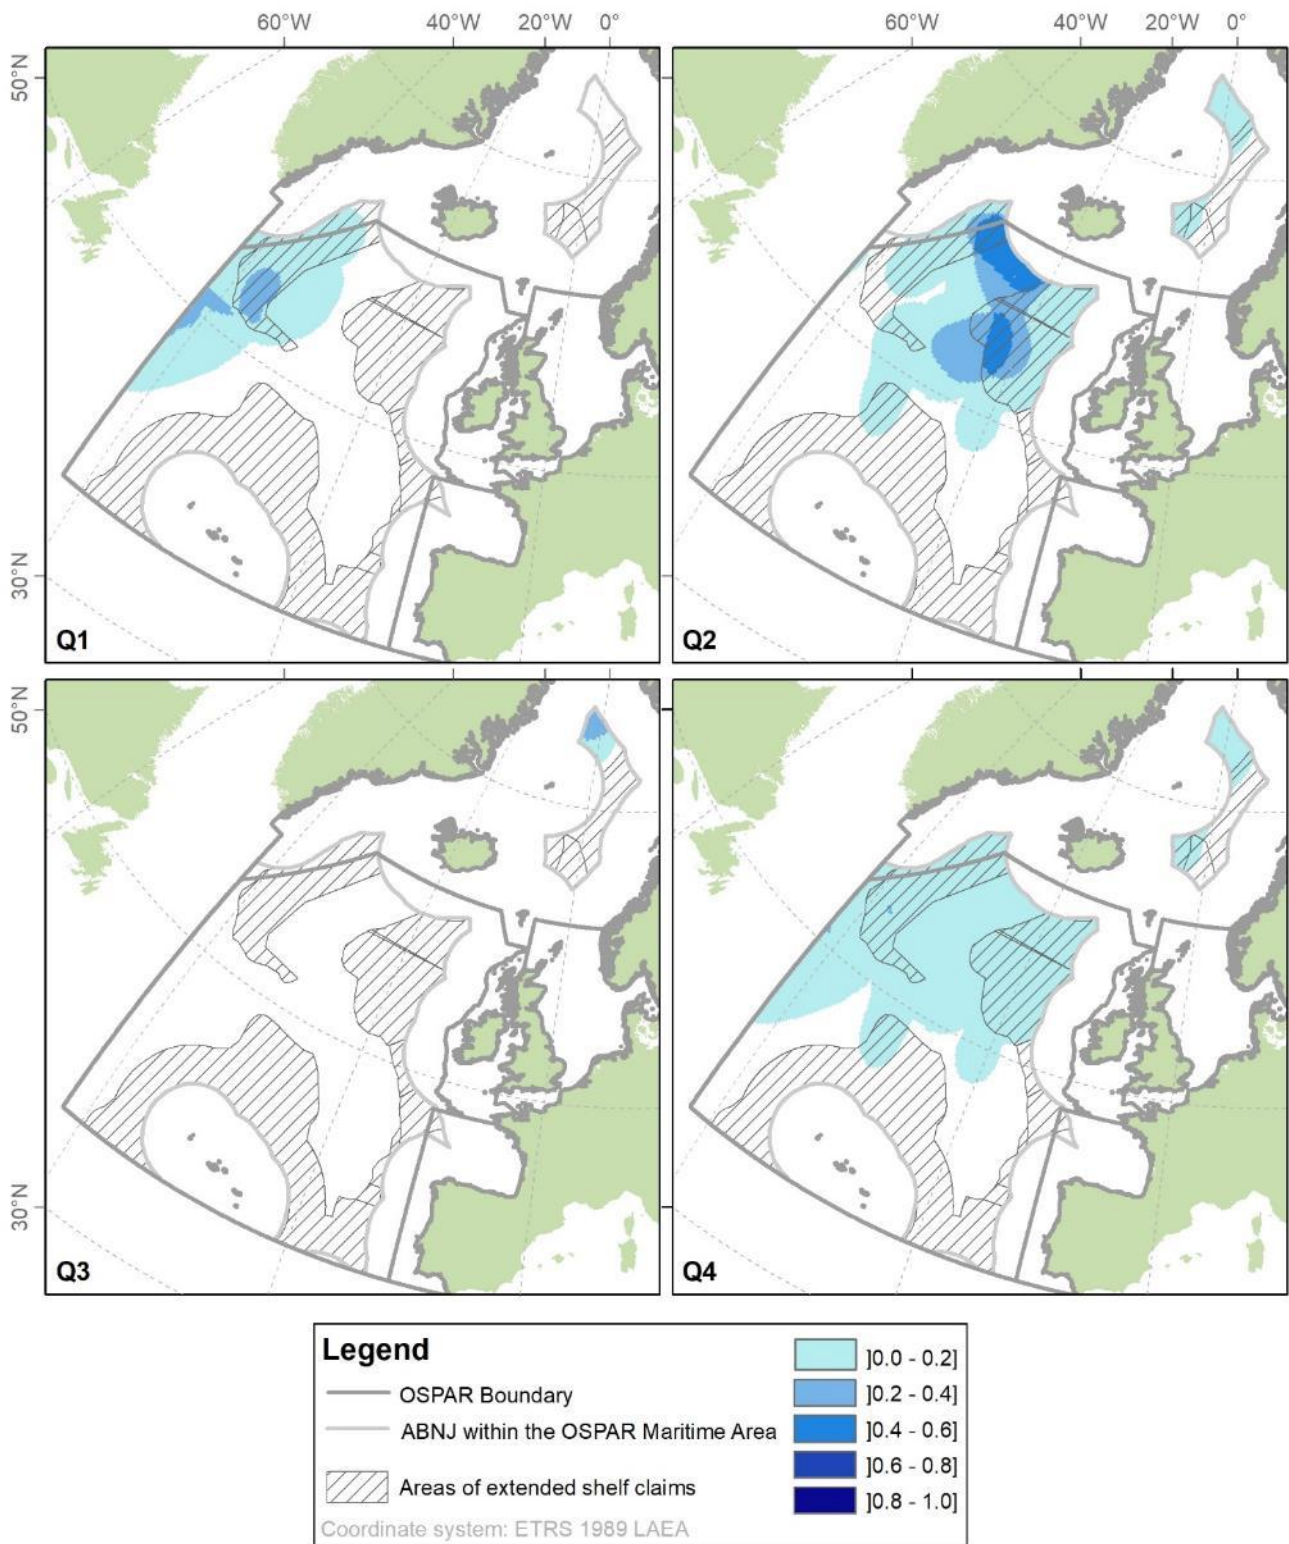 60°W 40°W 20°W 0° 60°W 40°W 20°W 0°
50°N
30°N
Q1 Q2
50°N
30°N
Q3 Q4
Legend
OSPAR Boundary
ABNJ within the OSPAR Maritime Area
Areas of extended shelf claims
Coordinate system: ETRS 1989 LAEA
]0.0 - 0.2]
]0.2 - 0.4]
]0.4 - 0.6]
]0.6 - 0.8]
]0.8 - 1.0]